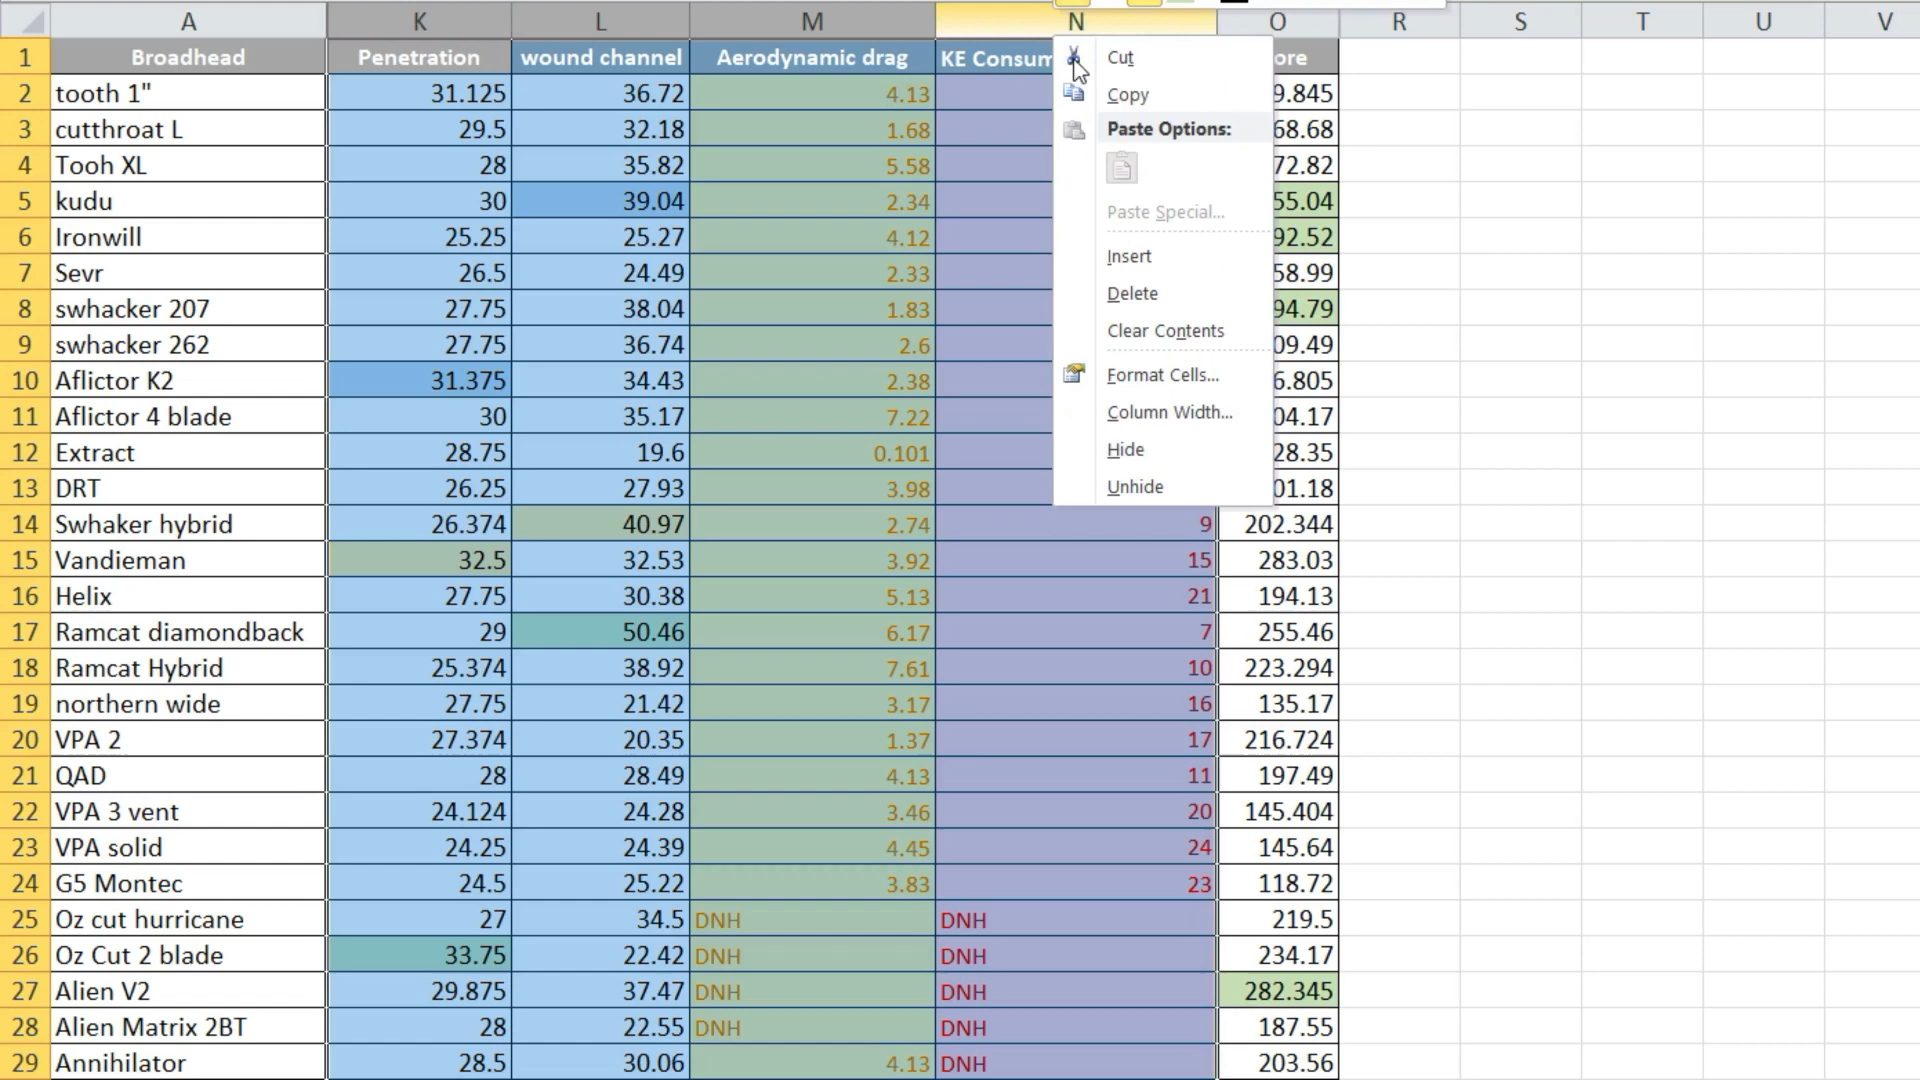 A K L M N O R S T U V
1 Broadhead Penetration wound channel Aerodynamic drag KE Consum Cut ore
2 tooth 1" 31.125 36.72 4.13 Copy 9.845
3 cutthroat L 29.5 32.18 1.68 Paste Options: 68.68
4 Tooh XL 28 35.82 5.58 72.82
5 kudu 30 39.04 2.34 Paste Special... 55.04
6 Ironwill 25.25 25.27 4.12 Insert 92.52
7 Sevr 26.5 24.49 2.33 Delete 58.99
8 swhacker 207 27.75 38.04 1.83 Clear Contents 94.79
9 swhacker 262 27.75 36.74 2.6 09.49
10 Aflictor K2 31.375 34.43 2.38 Format Cells... 6.805
11 Aflictor 4 blade 30 35.17 7.22 Column Width... 04.17
12 Extract 28.75 19.6 0.101 Hide 28.35
13 DRT 26.25 27.93 3.98 Unhide 01.18
14 Swhaker hybrid 26.374 40.97 2.74 9 202.344
15 Vandieman 32.5 32.53 3.92 15 283.03
16 Helix 27.75 30.38 5.13 21 194.13
17 Ramcat diamondback 29 50.46 6.17 7 255.46
18 Ramcat Hybrid 25.374 38.92 7.61 10 223.294
19 northern wide 27.75 21.42 3.17 16 135.17
20 VPA 2 27.374 20.35 1.37 17 216.724
21 QAD 28 28.49 4.13 11 197.49
22 VPA 3 vent 24.124 24.28 3.46 20 145.404
23 VPA solid 24.25 24.39 4.45 24 145.64
24 G5 Montec 24.5 25.22 3.83 23 118.72
25 Oz cut hurricane 27 34.5 DNH DNH 219.5
26 Oz Cut 2 blade 33.75 22.42 DNH DNH 234.17
27 Alien V2 29.875 37.47 DNH DNH 282.345
28 Alien Matrix 2BT 28 22.55 DNH DNH 187.55
29 Annihilator 28.5 30.06 4.13 DNH 203.56